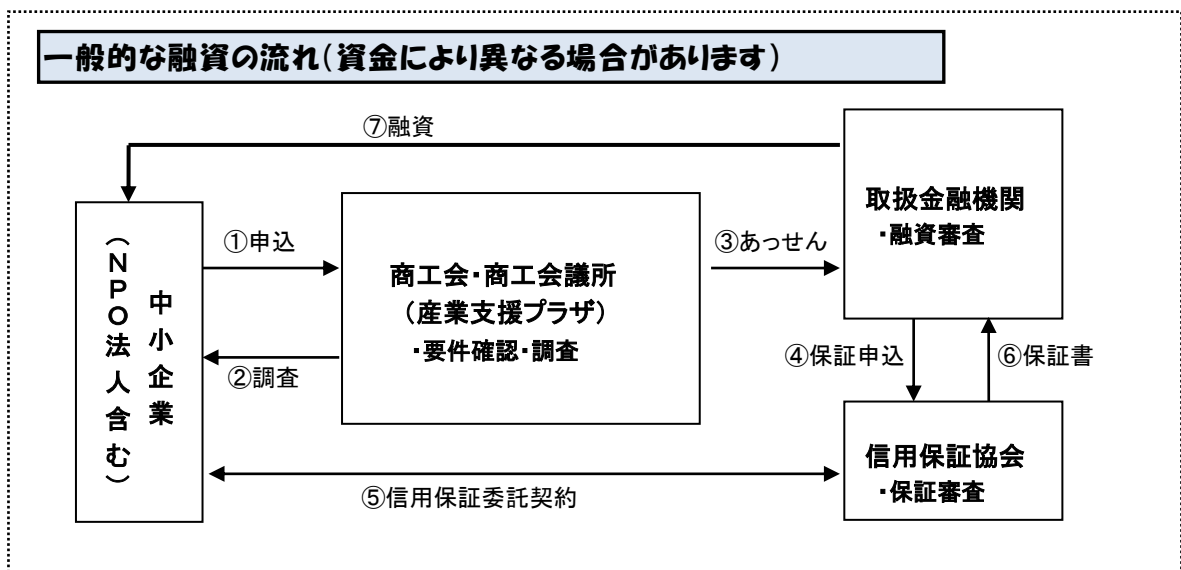 一般的な融資の流れ(資金により異なる場合があります)
⑦融資
中小企業
(NPO法人含む)
①申込
②調査
商工会・商工会議所
(産業支援プラザ)
・要件確認・調査
③あっせん
取扱金融機関
・融資審査
④保証申込
⑥保証書
信用保証協会
・保証審査
⑤信用保証委託契約